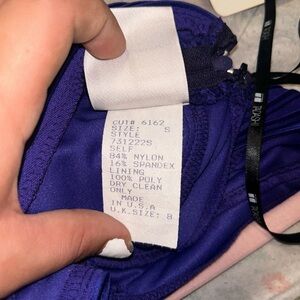 CUT# 6162
SIZE: S
STYLE
731222S
SELF
84% NYLON
16% SPANDEX
LINING
100% POLY
DRY CLEAN
ONLY
MADE
IN U.S.A
U.K.SIZE: 8